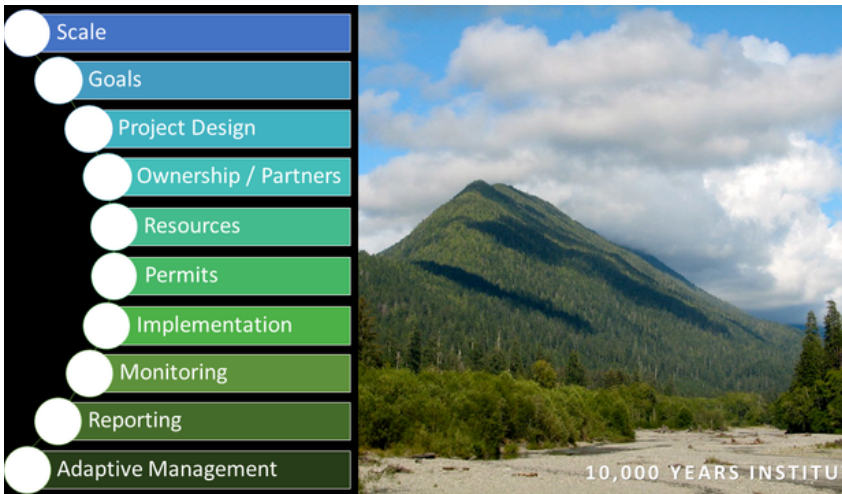 Scale
Goals
Project Design
Ownership / Partners
Resources
Permits
Implementation
Monitoring
Reporting
Adaptive Management
10,000 YEARS INSTITU